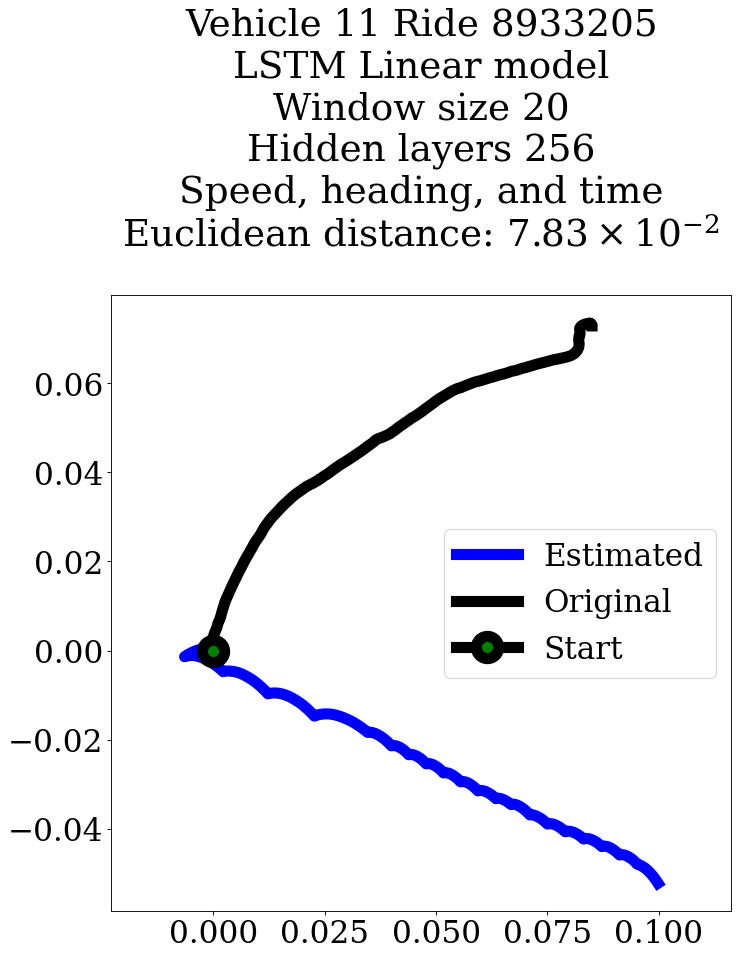 Vehicle 11 Ride 8933205
LSTM Linear model
Window size 20
Hidden layers 256
Speed, heading, and time
Euclidean distance: 7.83 × 10⁻²
0.06
0.04
0.02
0.00
−0.02
−0.04
Estimated
Original
Start
0.000 0.025 0.050 0.075 0.100